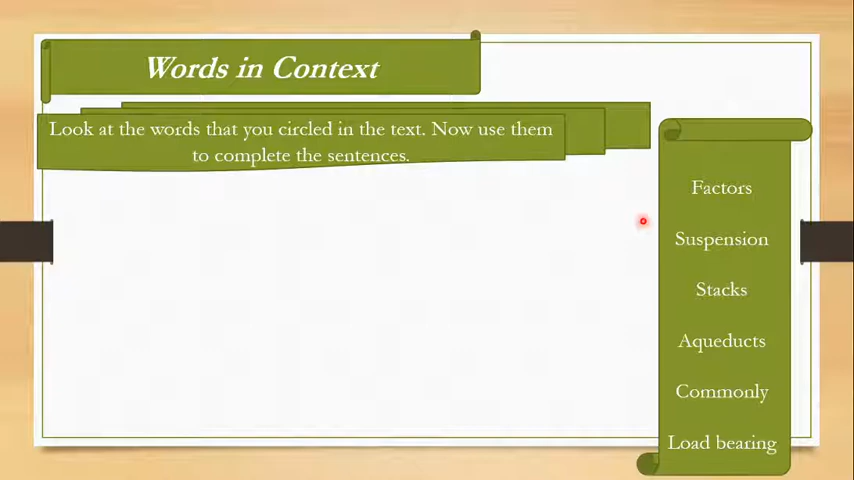 Words in Context
Look at the words that you circled in the text. Now use them
to complete the sentences.
Factors
Suspension
Stacks
Aqueducts
Commonly
Load bearing